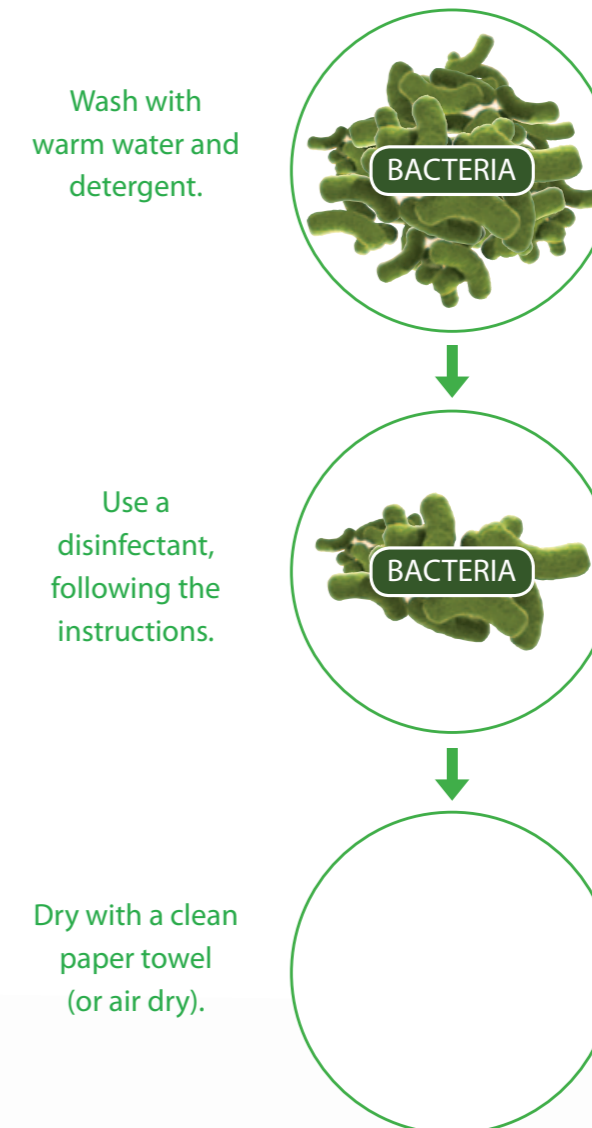 Wash with
warm water and
detergent.
BACTERIA
Use a
disinfectant,
following the
instructions.
BACTERIA
Dry with a clean
paper towel
(or air dry).